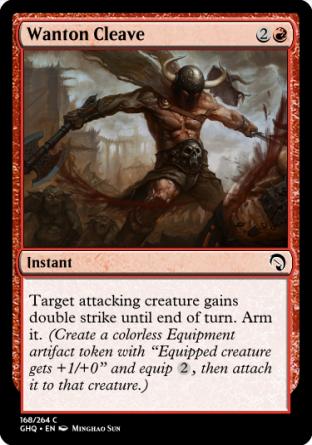 Wanton Cleave 2
Instant
Target attacking creature gains
double strike until end of turn. Arm
it. (Create a colorless Equipment
artifact token with “Equipped creature
gets +1/+0” and equip 2, then attach
it to that creature.)
168/264 C
GHQ • EN Minghao Sun